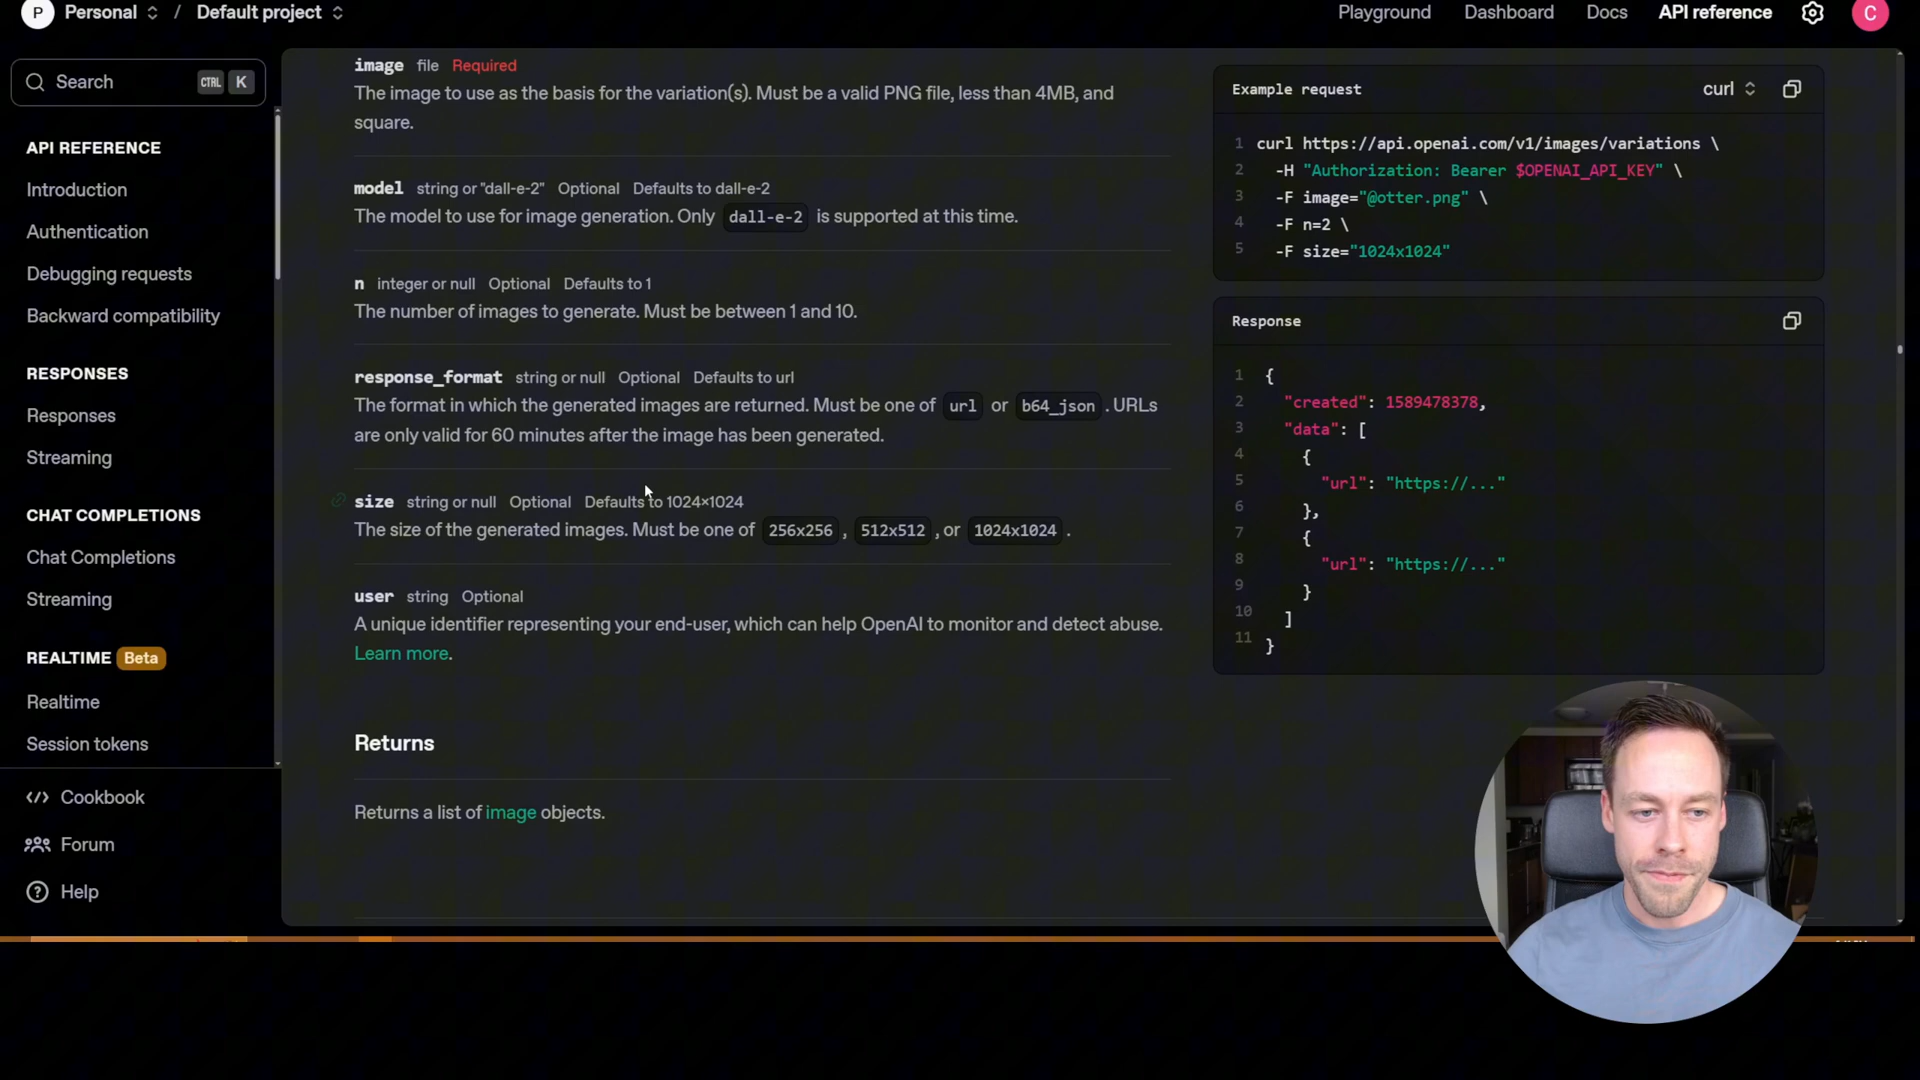 P Personal / Default project
Playground Dashboard Docs API reference C
Search CTRL K
API REFERENCE
Introduction
Authentication
Debugging requests
Backward compatibility
RESPONSES
Responses
Streaming
CHAT COMPLETIONS
Chat Completions
Streaming
REALTIME Beta
Realtime
Session tokens
Cookbook
Forum
Help
image file Required
The image to use as the basis for the variation(s). Must be a valid PNG file, less than 4MB, and
square.
model string or "dall-e-2" Optional Defaults to dall-e-2
The model to use for image generation. Only dall-e-2 is supported at this time.
n integer or null Optional Defaults to 1
The number of images to generate. Must be between 1 and 10.
response_format string or null Optional Defaults to url
The format in which the generated images are returned. Must be one of url or b64_json. URLs
are only valid for 60 minutes after the image has been generated.
size string or null Optional Defaults to 1024x1024
The size of the generated images. Must be one of 256x256, 512x512, or 1024x1024.
user string Optional
A unique identifier representing your end-user, which can help OpenAI to monitor and detect abuse.
Learn more.
Returns
Returns a list of image objects.
Example request curl
1 curl https://api.openai.com/v1/images/variations \
2 -H "Authorization: Bearer $OPENAI_API_KEY" \
3 -F image="@otter.png" \
4 -F n=2 \
5 -F size="1024x1024"
Response
1 {
2 "created": 1589478378,
3 "data": [
4 {
5 "url": "https://..."
6 },
7 {
8 "url": "https://..."
9 }
10 ]
11 }